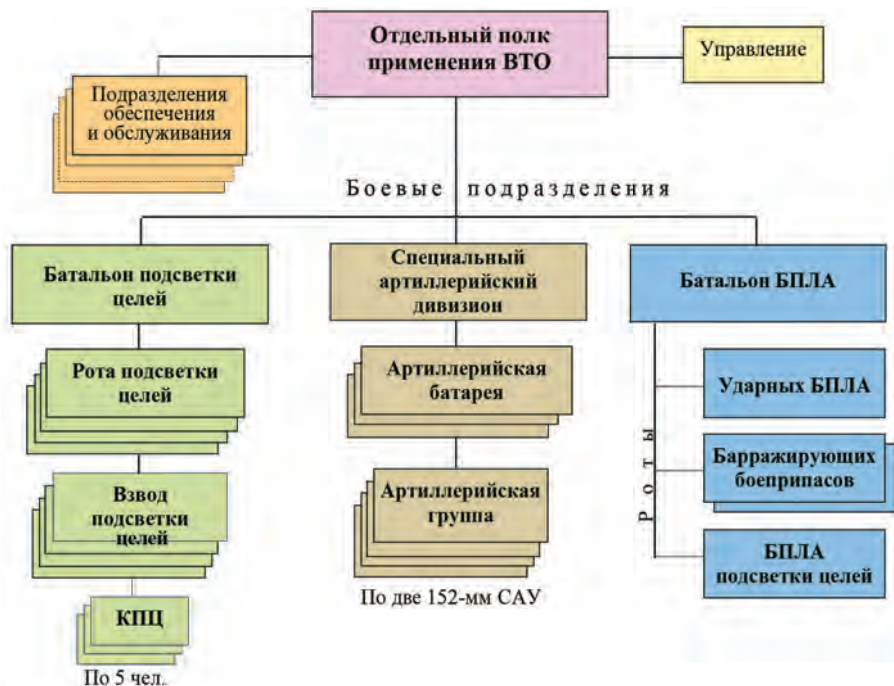 Отдельный полк
применения ВТО
Управление
Подразделения
обеспечения
и обслуживания
Боевые подразделения
Батальон подсветки
целей
Специальный
артиллерийский
дивизион
Батальон БПЛА
Рота подсветки
целей
Артиллерийская
батарея
Ударных БПЛА
Роты
Барражирующих
боеприпасов
Взвод
подсветки
целей
Артиллерийская
группа
БПЛА
подсветки целей
По две 152-мм САУ
КПЦ
По 5 чел.